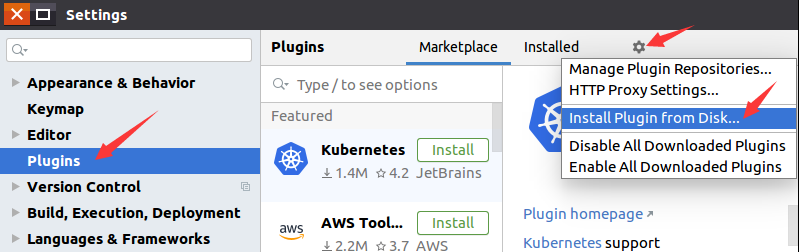 Settings
Appearance & Behavior
Keymap
Editor
Plugins
Version Control
Build, Execution, Deployment
Languages & Frameworks
Plugins
Marketplace
Installed
Type / to see options
Featured
Kubernetes
Install
1.4M
4.2
JetBrains
aws
AWS Tool...
Install
2.2M
3.7
AWS
Manage Plugin Repositories...
HTTP Proxy Settings...
Install Plugin from Disk...
Disable All Downloaded Plugins
Enable All Downloaded Plugins
Plugin homepage
Kubernetes support